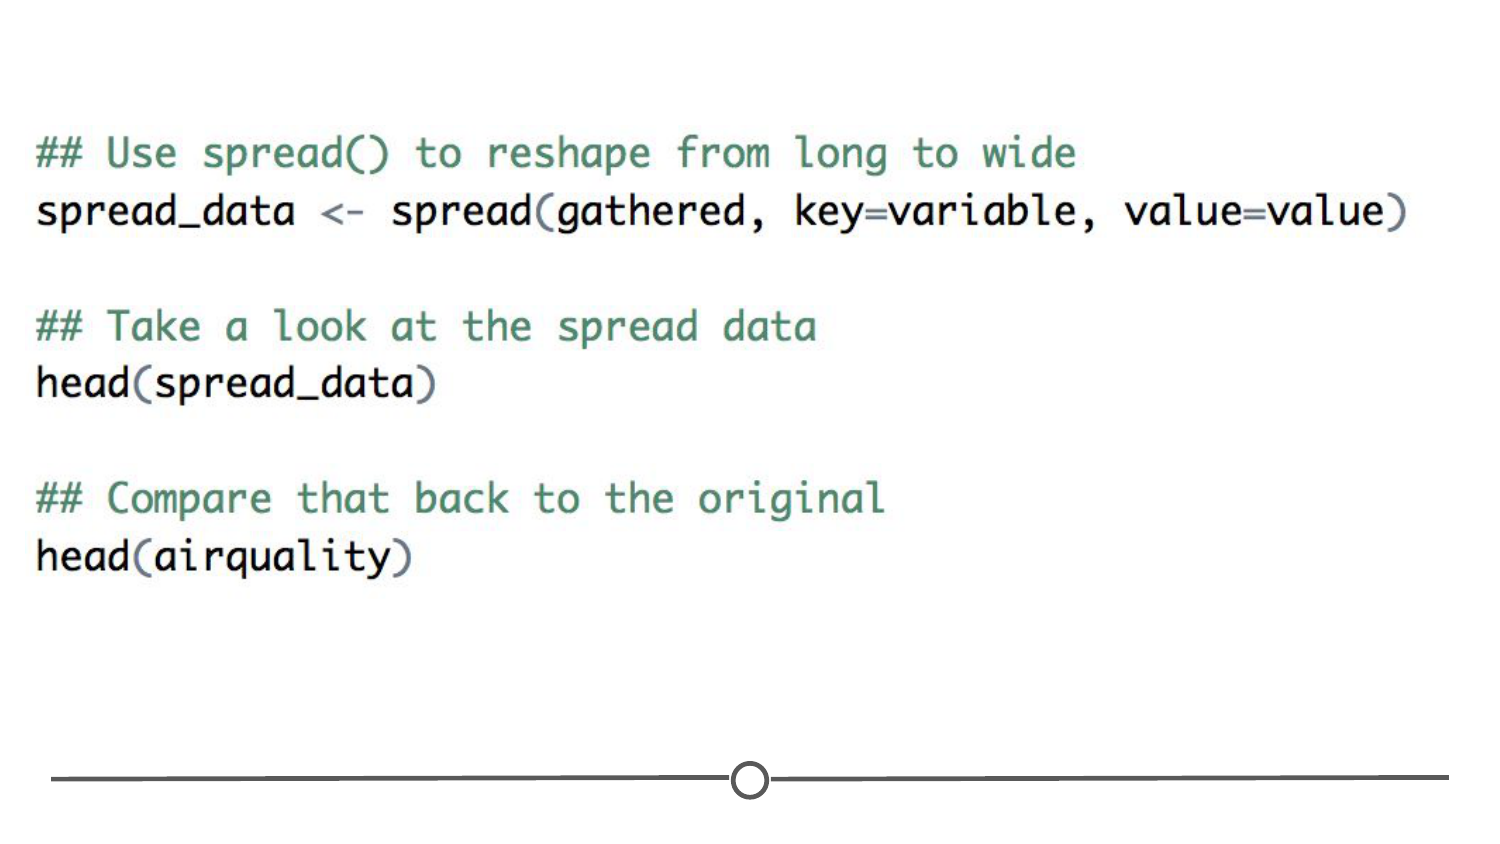 ## Use spread() to reshape from long to wide
spread_data <- spread(gathered, key=variable, value=value)
## Take a look at the spread data
head(spread_data)
## Compare that back to the original
head(airquality)